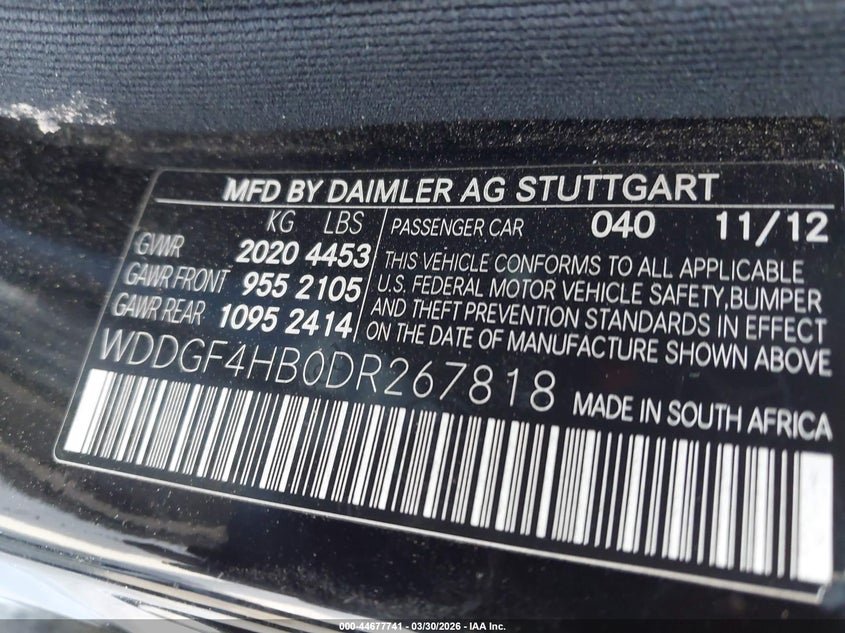 MFD BY DAIMLER AG STUTTGART
KG LBS
GVWR 2020 4453
GAWR FRONT 955 2105
GAWR REAR 1095 2414
PASSENGER CAR 040 11/12
THIS VEHICLE CONFORMS TO ALL APPLICABLE
U.S. FEDERAL MOTOR VEHICLE SAFETY, BUMPER
AND THEFT PREVENTION STANDARDS IN EFFECT
ON THE DATE OF MANUFACTURE SHOWN ABOVE
WDDGF4HB0DR267818 MADE IN SOUTH AFRICA
000-44677741 | 03/30/2026 - IAA Inc.